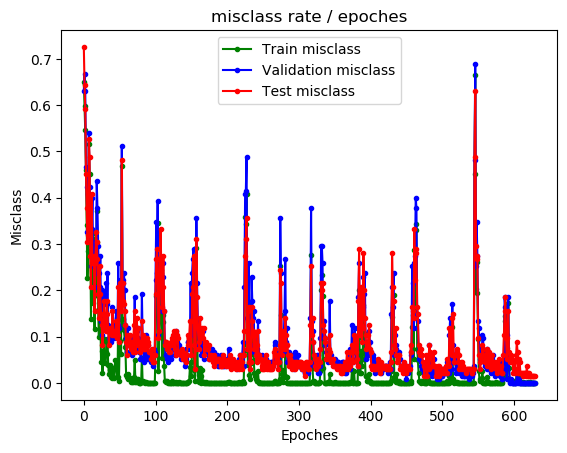 misclass rate / epoches
Train misclass
Validation misclass
Test misclass
Misclass
0.7
0.6
0.5
0.4
0.3
0.2
0.1
0.0
0 100 200 300 400 500 600
Epoches